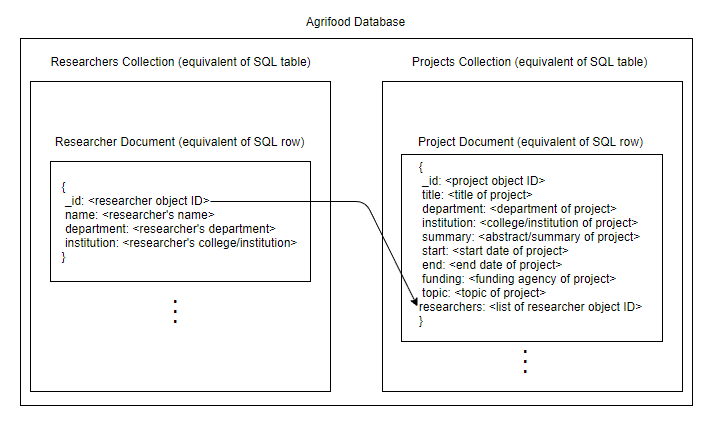 Agrifood Database
Researchers Collection (equivalent of SQL table)
Researcher Document (equivalent of SQL row)
{
_id: <researcher object ID>
name: <researcher's name>
department: <researcher's department>
institution: <researcher's college/institution>
}
Projects Collection (equivalent of SQL table)
Project Document (equivalent of SQL row)
{
_id: <project object ID>
title: <title of project>
department: <department of project>
institution: <college/institution of project>
summary: <abstract/summary of project>
start: <start date of project>
end: <end date of project>
funding: <funding agency of project>
topic: <topic of project>
researchers: <list of researcher object ID>
}